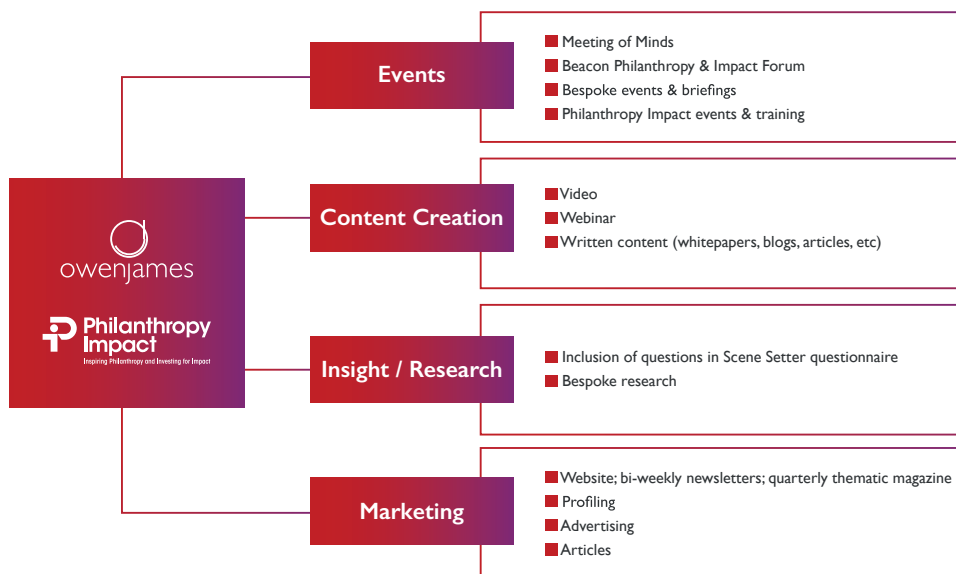 Events
Meeting of Minds
Beacon Philanthropy & Impact Forum
Bespoke events & briefings
Philanthropy Impact events & training
owenjames
Philanthropy
Impact
Inspiring Philanthropy and Investing for Impact
Content Creation
Video
Webinar
Written content (whitepapers, blogs, articles, etc)
Insight / Research
Inclusion of questions in Scene Setter questionnaire
Bespoke research
Marketing
Website; bi-weekly newsletters; quarterly thematic magazine
Profiling
Advertising
Articles